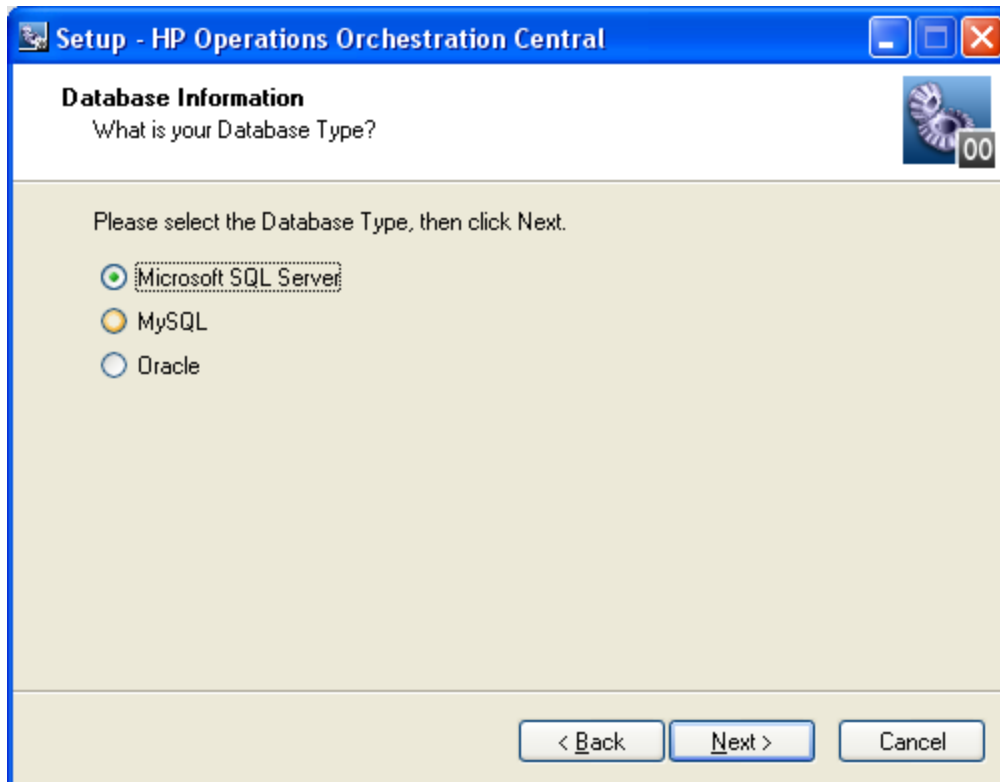 Setup - HP Operations Orchestration Central
Database Information
What is your Database Type?
OO
Please select the Database Type, then click Next.
Microsoft SQL Server
MySQL
Oracle
< Back
Next >
Cancel